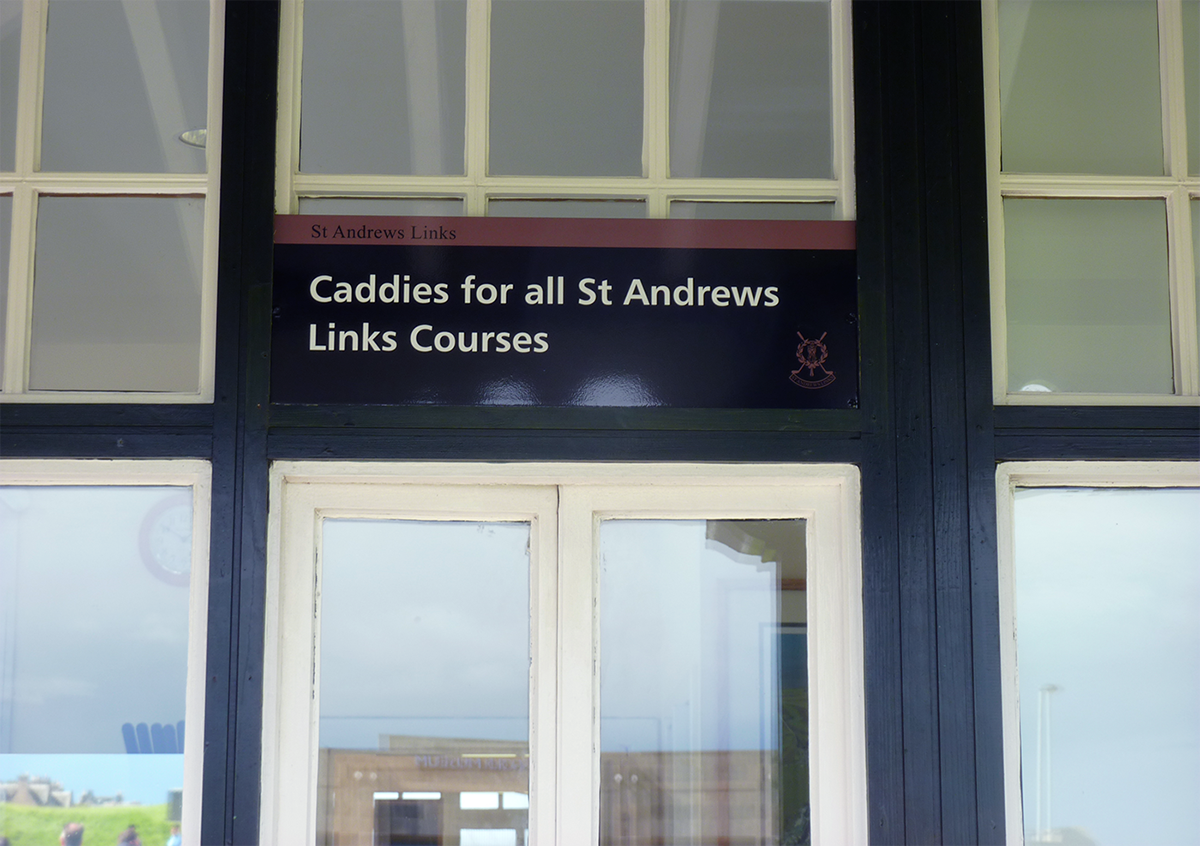 St Andrews Links
Caddies for all St Andrews
Links Courses